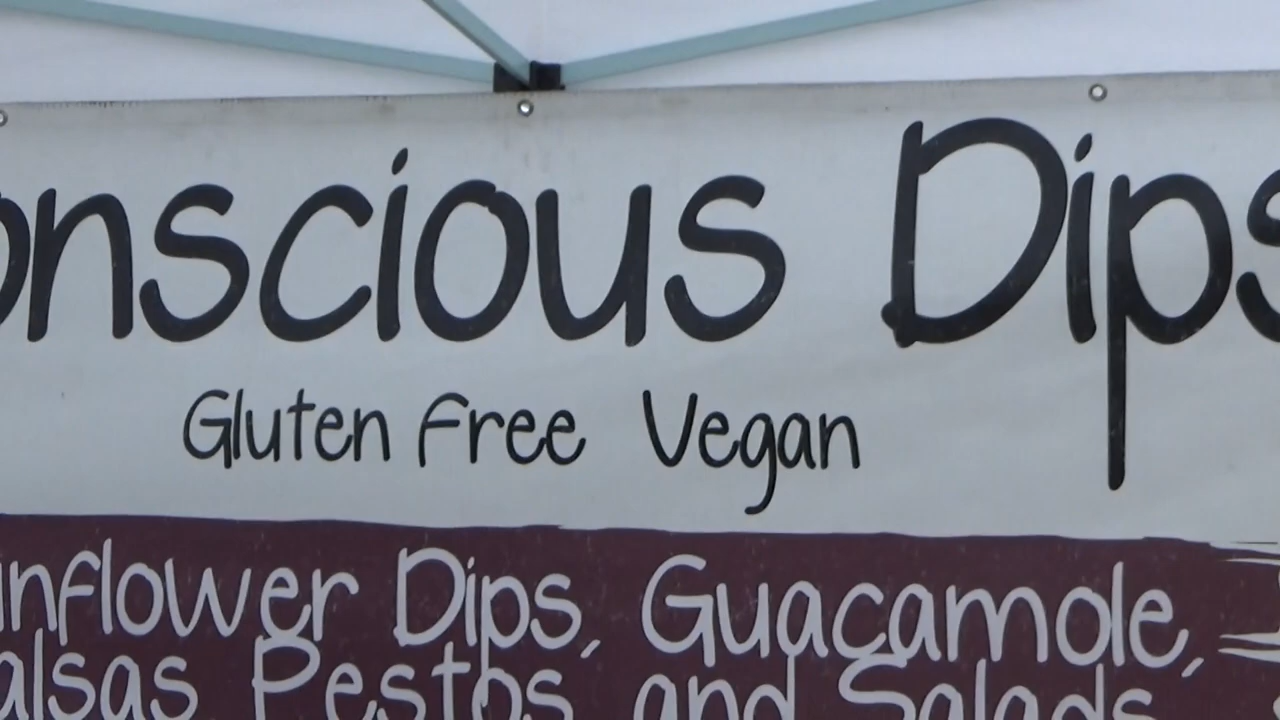 onscious Dips
Gluten Free Vegan
unflower Dips, Guacamole,
alsas Pestos and Salads